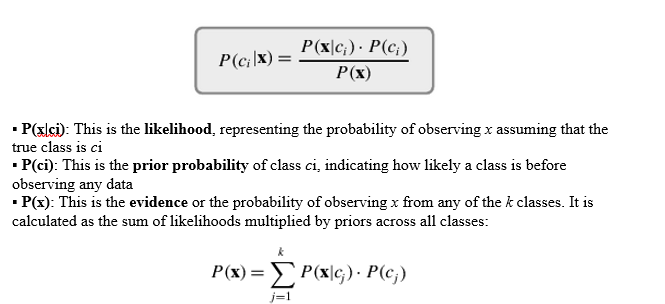 P(cᵢ|x) = P(x|cᵢ) · P(cᵢ) / P(x)
▪ P(x|ci): This is the likelihood, representing the probability of observing x assuming that the
true class is ci
▪ P(ci): This is the prior probability of class ci, indicating how likely a class is before
observing any data
▪ P(x): This is the evidence or the probability of observing x from any of the k classes. It is
calculated as the sum of likelihoods multiplied by priors across all classes:
P(x) = ∑ⱼ₌₁ᵏ P(x|cⱼ) · P(cⱼ)